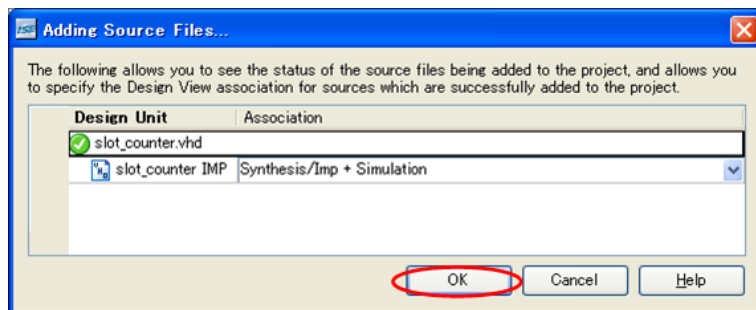 ISE Adding Source Files...
The following allows you to see the status of the source files being added to the project, and allows you
to specify the Design View association for sources which are successfully added to the project.
Design Unit Association
slot_counter.vhd
slot_counter IMP Synthesis/Imp + Simulation
OK Cancel Help